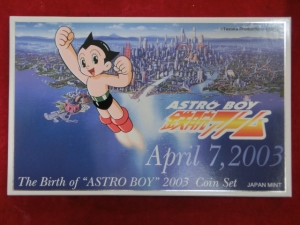 ASTRO BOY
鉄腕アトム
April 7, 2003
The Birth of "ASTRO BOY" 2003 Coin Set
JAPAN MINT